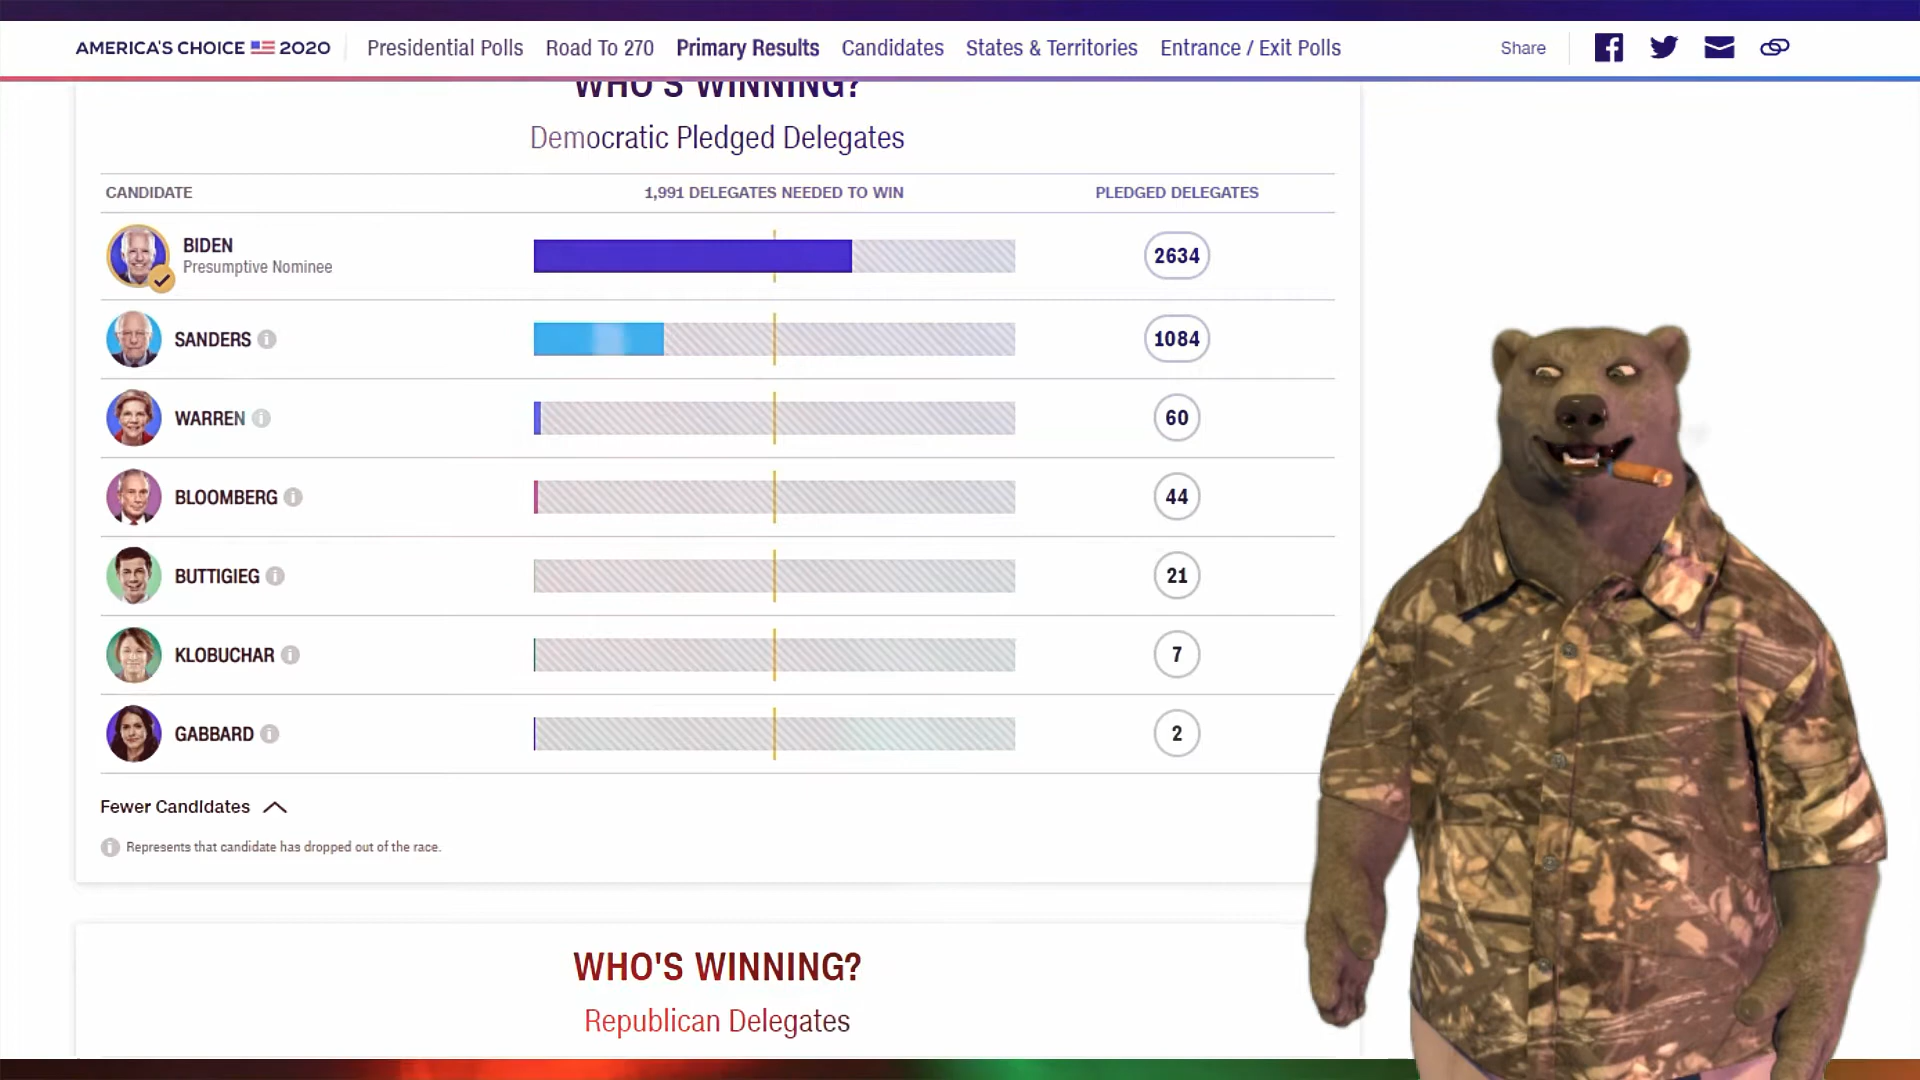 AMERICA'S CHOICE 2020
Presidential Polls
Road To 270
Primary Results
Candidates
States & Territories
Entrance / Exit Polls
Share
WHO'S WINNING?
Democratic Pledged Delegates
CANDIDATE
1,991 DELEGATES NEEDED TO WIN
PLEDGED DELEGATES
BIDEN
Presumptive Nominee
2634
SANDERS
1084
WARREN
60
BLOOMBERG
44
BUTTIGIEG
21
KLOBUCHAR
7
GABBARD
2
Fewer Candidates
Represents that candidate has dropped out of the race.
WHO'S WINNING?
Republican Delegates